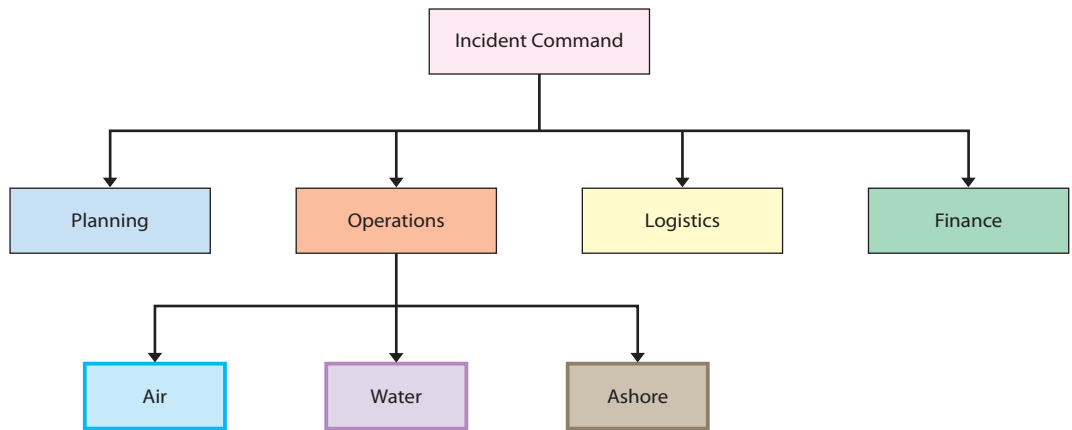 Incident Command
Planning
Operations
Logistics
Finance
Air
Water
Ashore